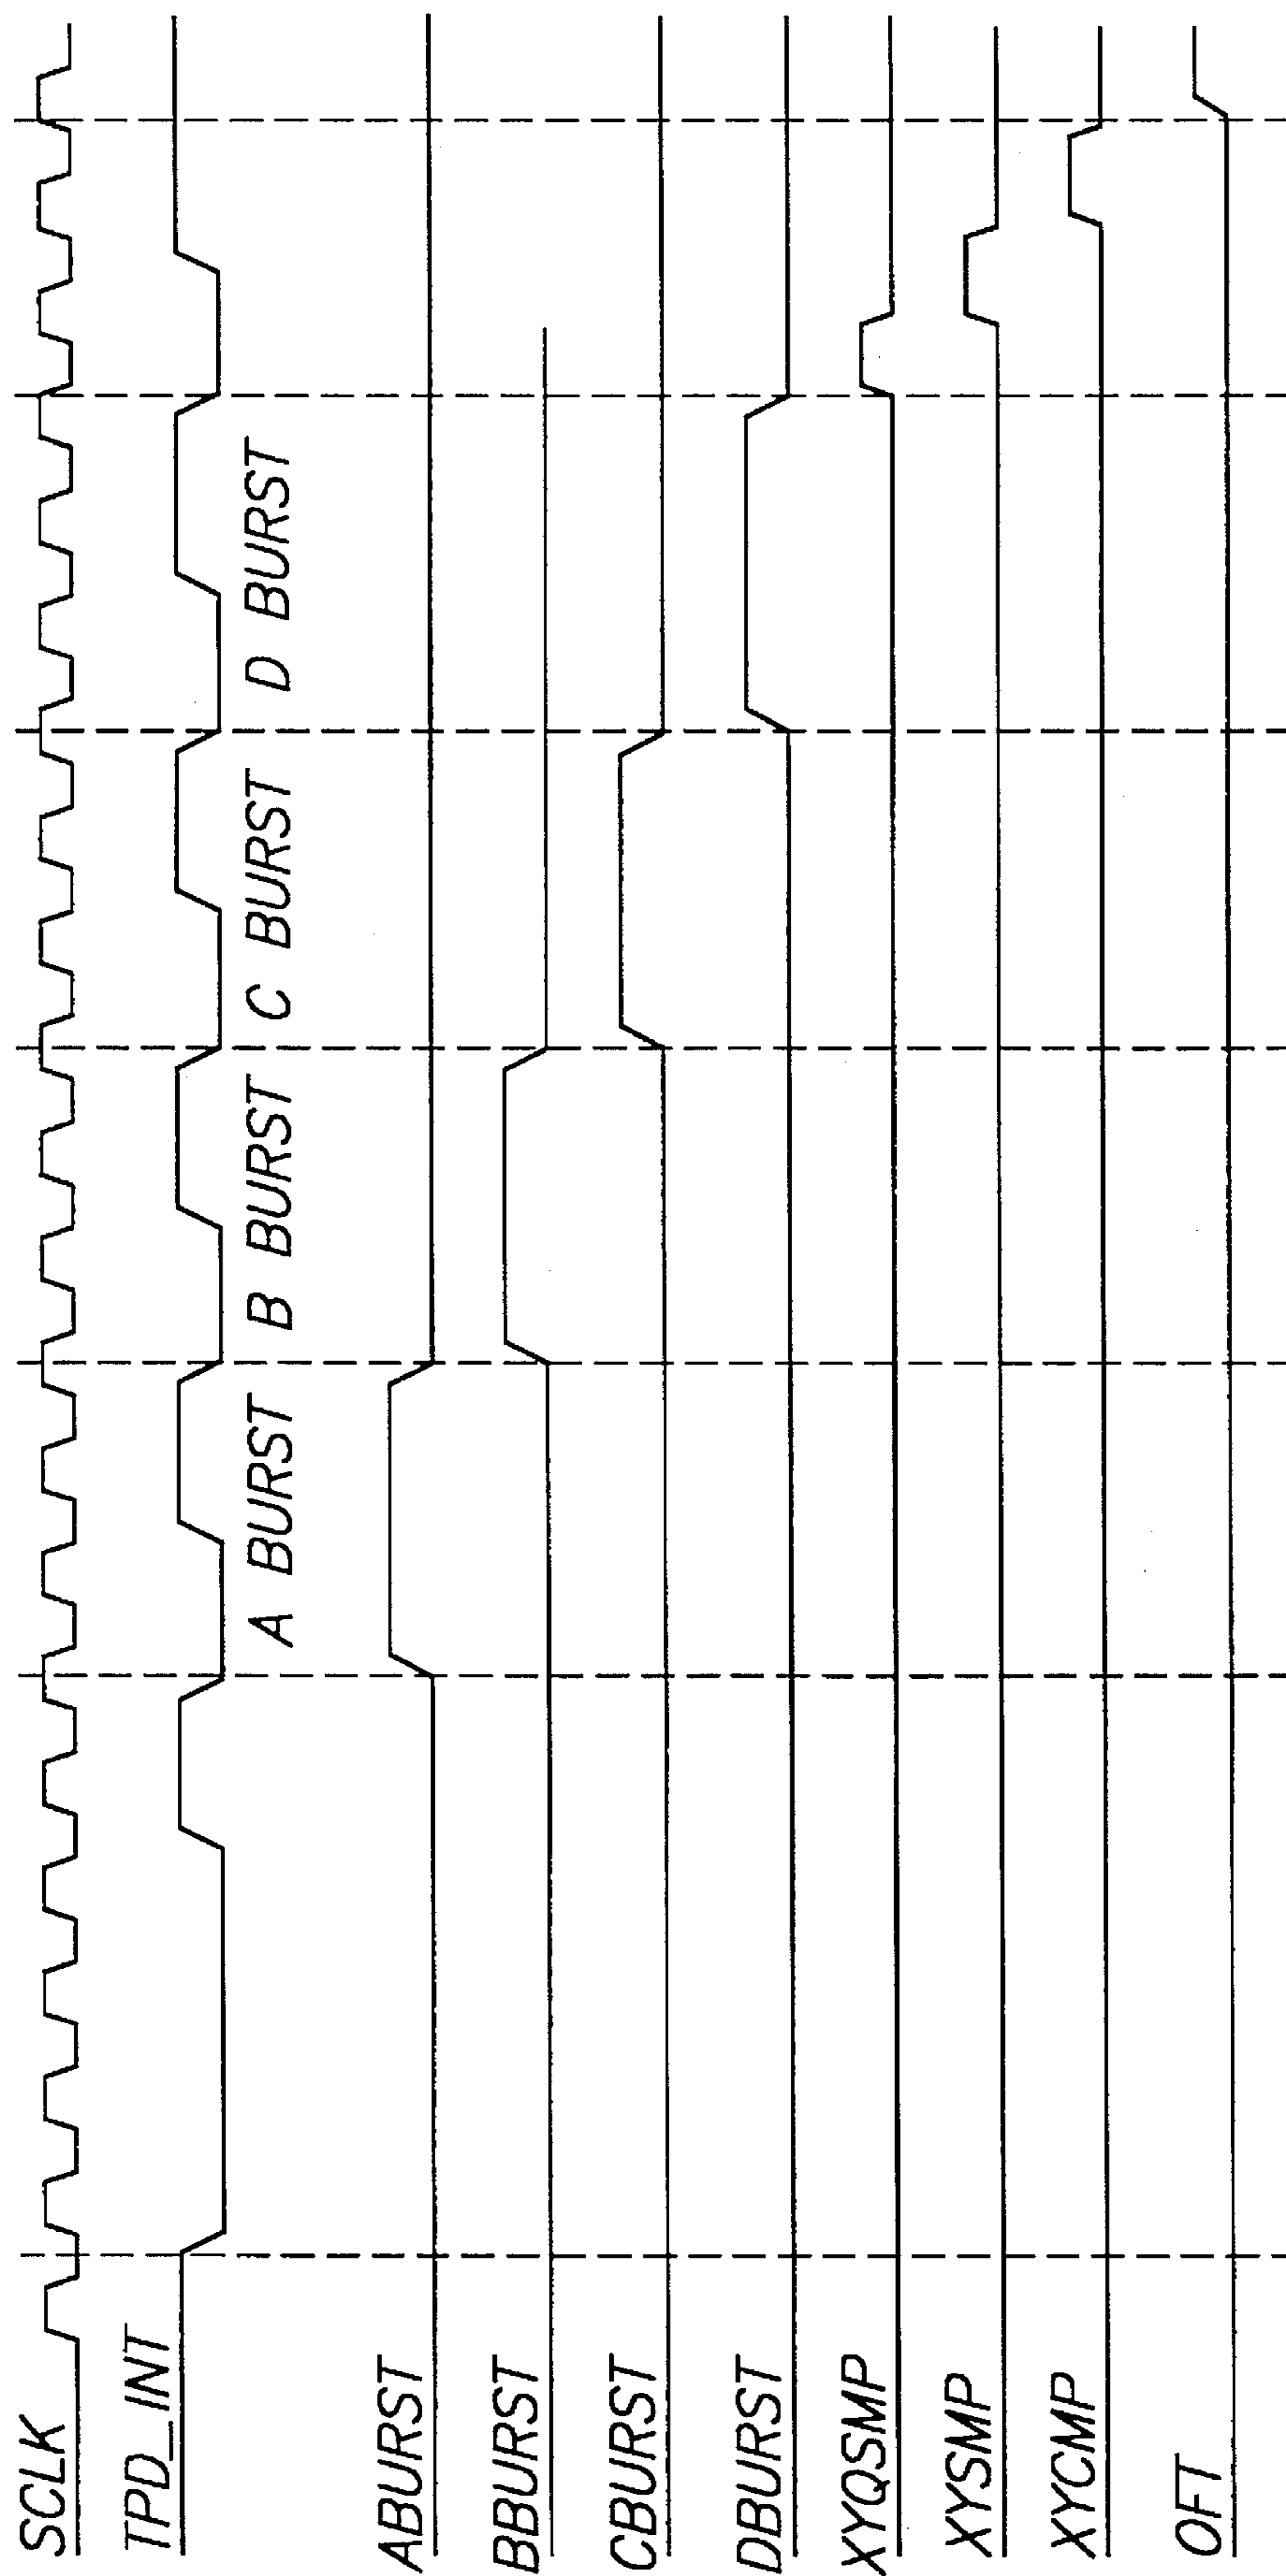 SCLK
TPD_INT
A BURST B BURST C BURST D BURST
ABURST
BBURST
CBURST
DBURST
XYQSMP
XYSMP
XYCMP
OFT